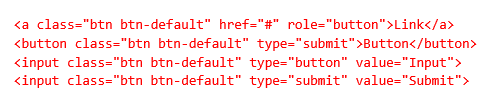 <a class="btn btn-default" href="#" role="button">Link</a>
<button class="btn btn-default" type="submit">Button</button>
<input class="btn btn-default" type="button" value="Input">
<input class="btn btn-default" type="submit" value="Submit">